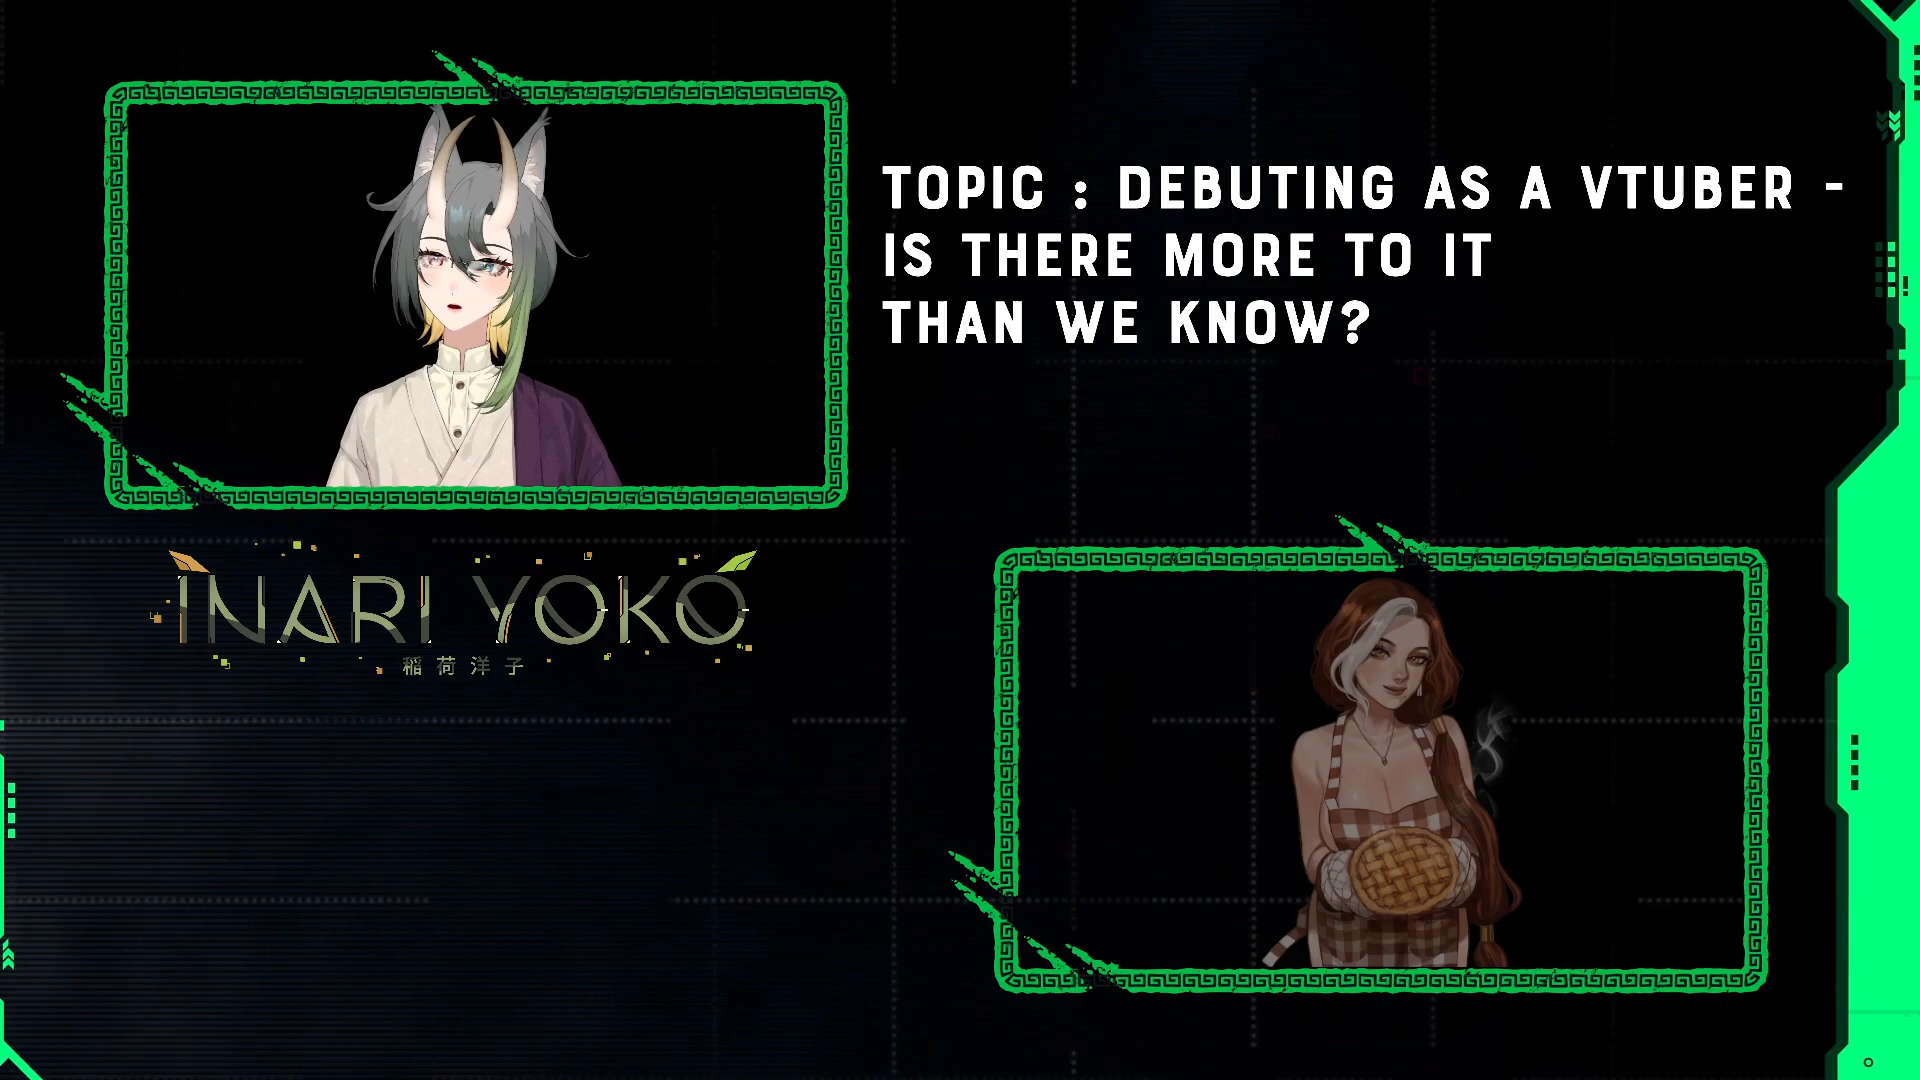 TOPIC : DEBUTING AS A VTUBER -
IS THERE MORE TO IT
THAN WE KNOW?
INARI YOKO
稲荷洋子